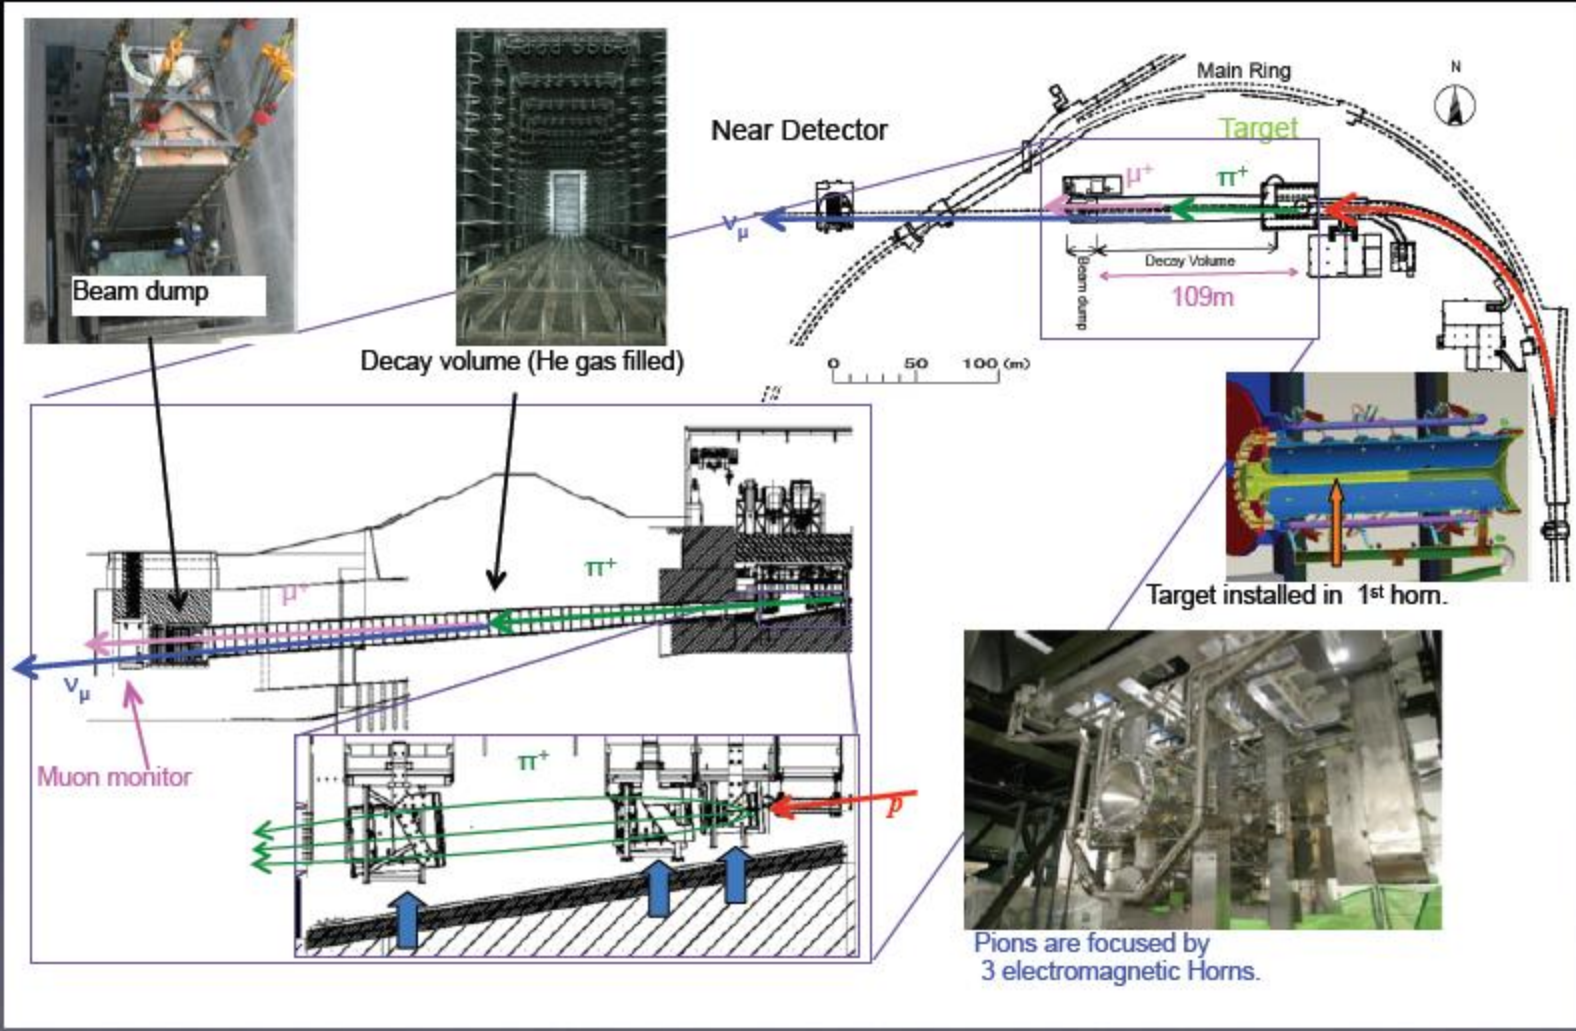 Main Ring
N
Near Detector
Target
μ+
π+
νμ
Beam dump
Decay Volume
Beam dump
109m
Decay volume (He gas filled)
0 50 100 (m)
π+
μ+
Target installed in 1st horn.
νμ
Muon monitor
π+
p
Pions are focused by
3 electromagnetic Horns.